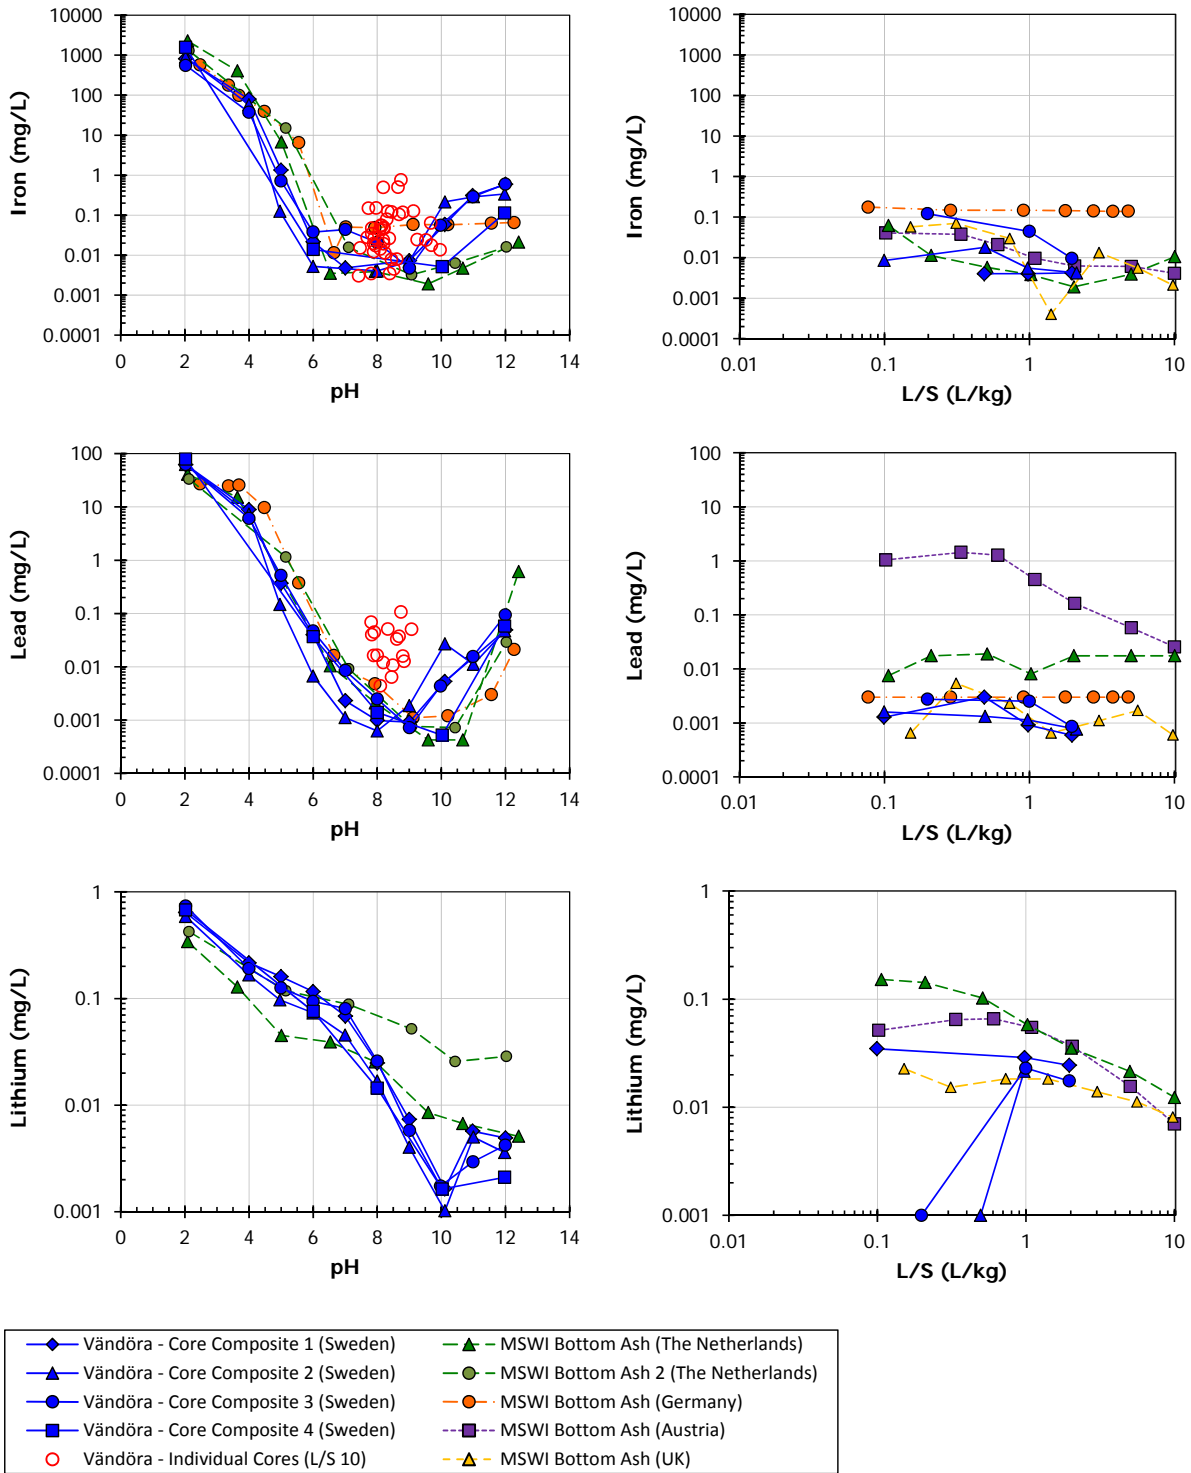 10000
1000
100
10
1
0.1
0.01
0.001
0.0001
Iron (mg/L)
0 2 4 6 8 10 12 14
pH
10000
1000
100
10
1
0.1
0.01
0.001
0.0001
Iron (mg/L)
0.01 0.1 1 10
L/S (L/kg)
100
10
1
0.1
0.01
0.001
0.0001
Lead (mg/L)
0 2 4 6 8 10 12 14
pH
100
10
1
0.1
0.01
0.001
0.0001
Lead (mg/L)
0.01 0.1 1 10
L/S (L/kg)
1
0.1
0.01
0.001
Lithium (mg/L)
0 2 4 6 8 10 12 14
pH
1
0.1
0.01
0.001
Lithium (mg/L)
0.01 0.1 1 10
L/S (L/kg)
Vändöra - Core Composite 1 (Sweden)
Vändöra - Core Composite 2 (Sweden)
Vändöra - Core Composite 3 (Sweden)
Vändöra - Core Composite 4 (Sweden)
Vändöra - Individual Cores (L/S 10)
MSWI Bottom Ash (The Netherlands)
MSWI Bottom Ash 2 (The Netherlands)
MSWI Bottom Ash (Germany)
MSWI Bottom Ash (Austria)
MSWI Bottom Ash (UK)